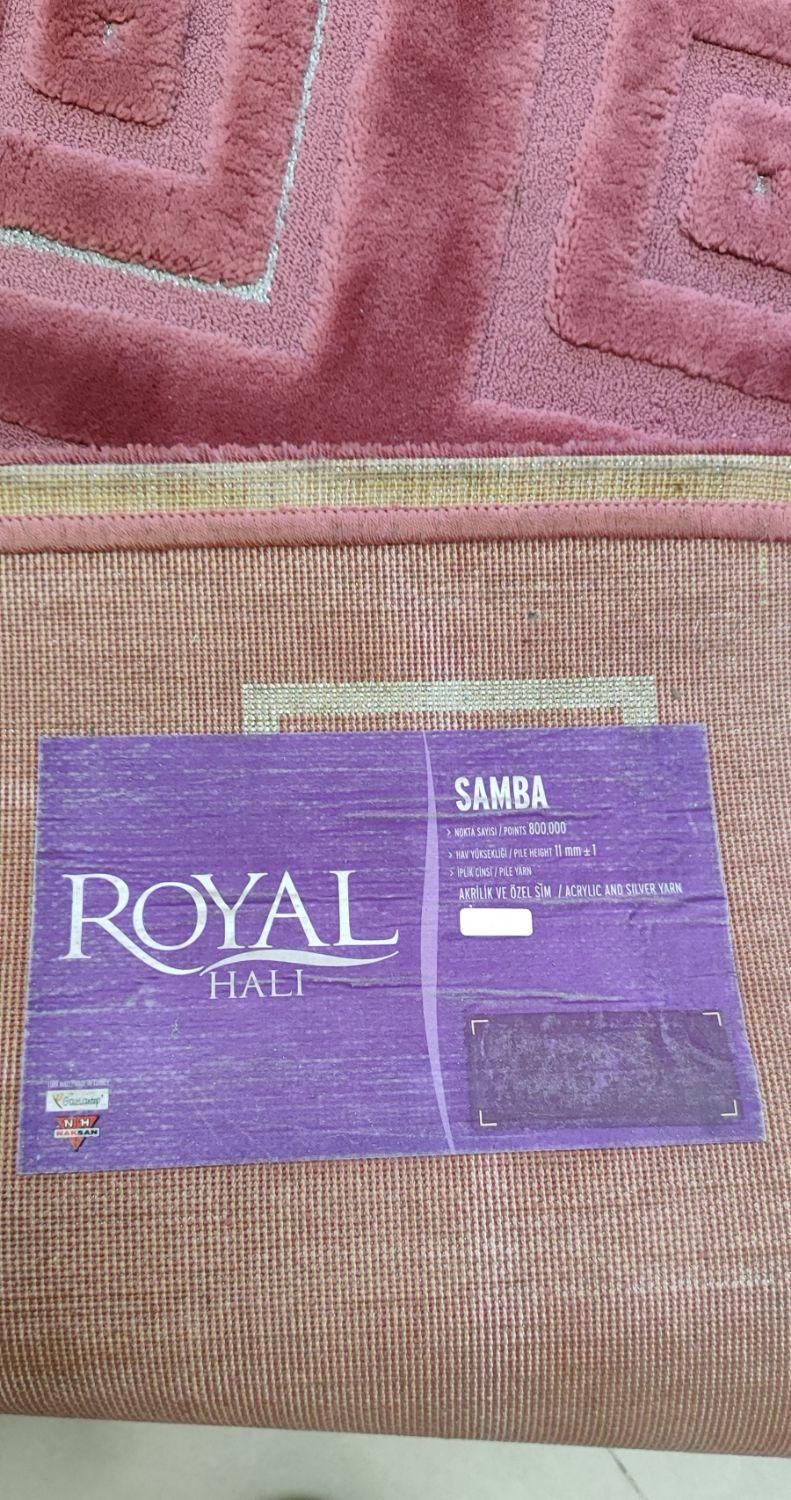 SAMBA
> NOKTA SAYISI / POINTS 800,000
> HAV YÜKSEKLİĞİ / PILE HEIGHT 11 mm ± 1
> İPLİK CİNSİ / PILE YARN
AKRİLİK VE ÖZEL SİM / ACRYLIC AND SILVER YARN
ROYAL
HALI
Gaziantep
N H
NAKSAN